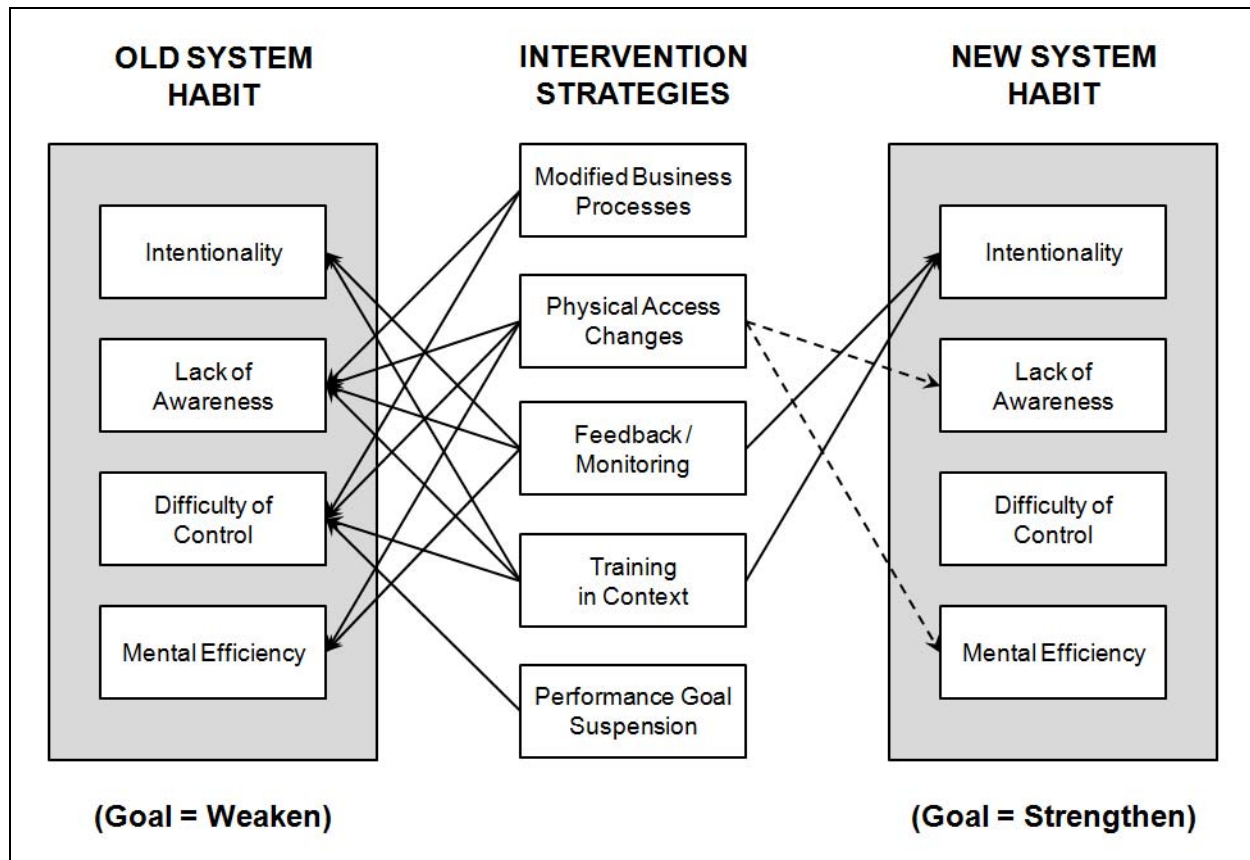 OLD SYSTEM
HABIT
INTERVENTION
STRATEGIES
NEW SYSTEM
HABIT
Intentionality
Lack of
Awareness
Difficulty of
Control
Mental Efficiency
(Goal = Weaken)
Modified Business
Processes
Physical Access
Changes
Feedback /
Monitoring
Training
in Context
Performance Goal
Suspension
Intentionality
Lack of
Awareness
Difficulty of
Control
Mental Efficiency
(Goal = Strengthen)